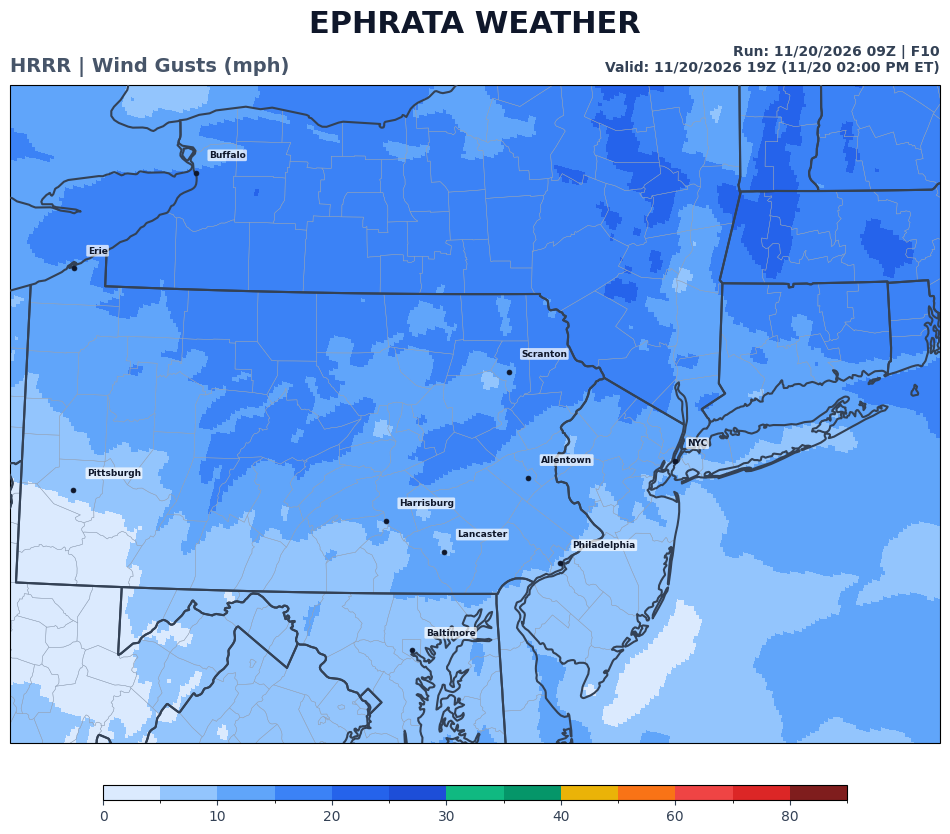 EPHRATA WEATHER
HRRR | Wind Gusts (mph)
Run: 11/20/2026 09Z | F10
Valid: 11/20/2026 19Z (11/20 02:00 PM ET)
Buffalo
Erie
Scranton
NYC
Allentown
Pittsburgh
Harrisburg
Lancaster
Philadelphia
Baltimore
0 10 20 30 40 60 80